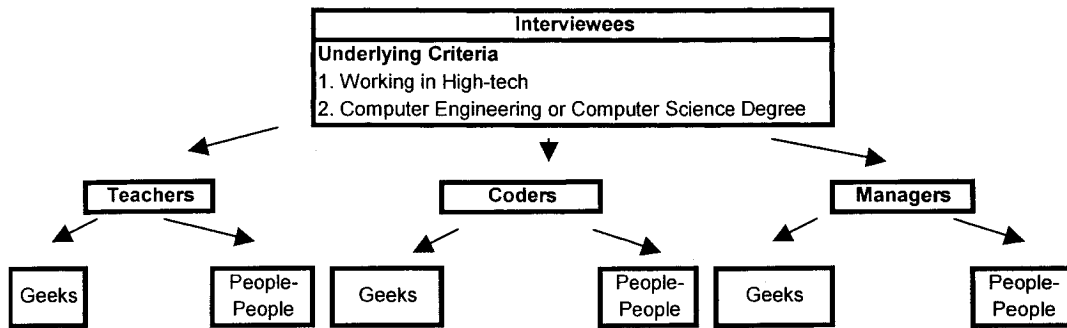 Interviewees
Underlying Criteria
1. Working in High-tech
2. Computer Engineering or Computer Science Degree
Teachers
Coders
Managers
Geeks
People-
People
Geeks
People-
People
Geeks
People-
People